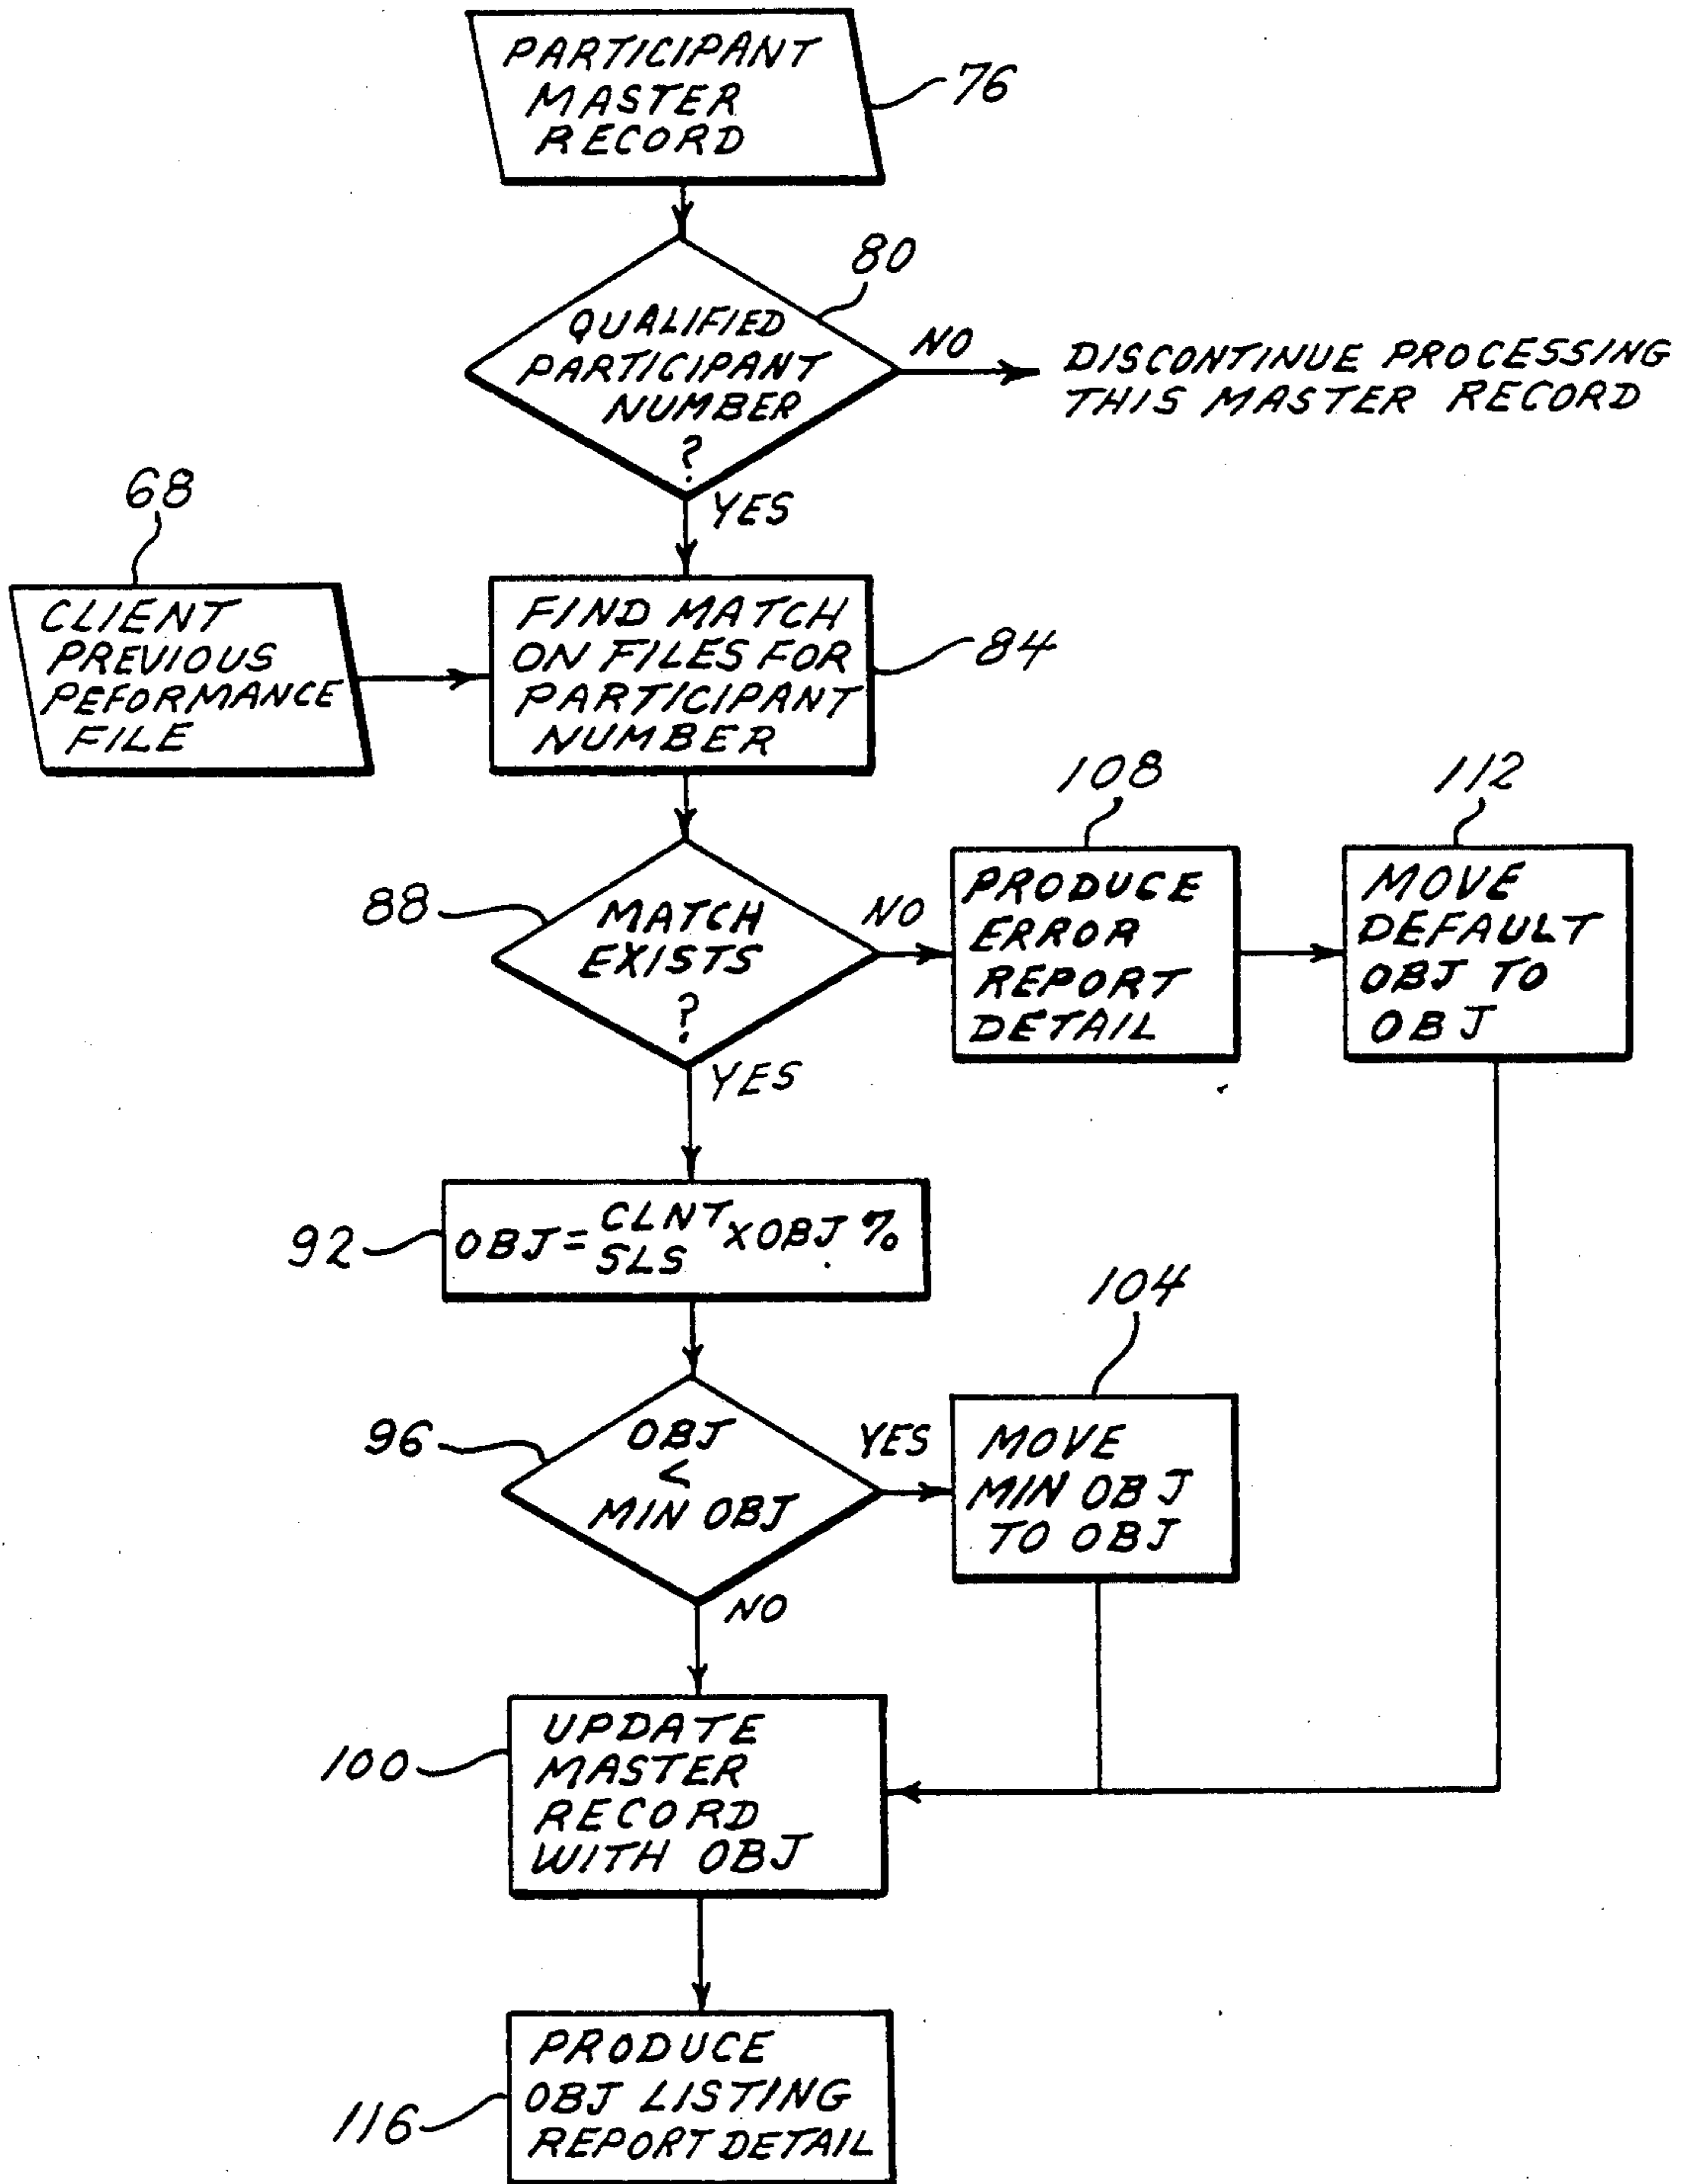 PARTICIPANT
MASTER
RECORD
76
80
QUALIFIED
PARTICIPANT
NUMBER
?
NO
DISCONTINUE PROCESSING
THIS MASTER RECORD
YES
68
CLIENT
PREVIOUS
PEFORMANCE
FILE
FIND MATCH
ON FILES FOR
PARTICIPANT
NUMBER
84
88
MATCH
EXISTS
?
NO
108
PRODUCE
ERROR
REPORT
DETAIL
112
MOVE
DEFAULT
OBJ TO
OBJ
YES
92
OBJ = CLNT SLS X OBJ %
96
OBJ
<
MIN OBJ
YES
104
MOVE
MIN OBJ
TO OBJ
NO
100
UPDATE
MASTER
RECORD
WITH OBJ
116
PRODUCE
OBJ LISTING
REPORT DETAIL